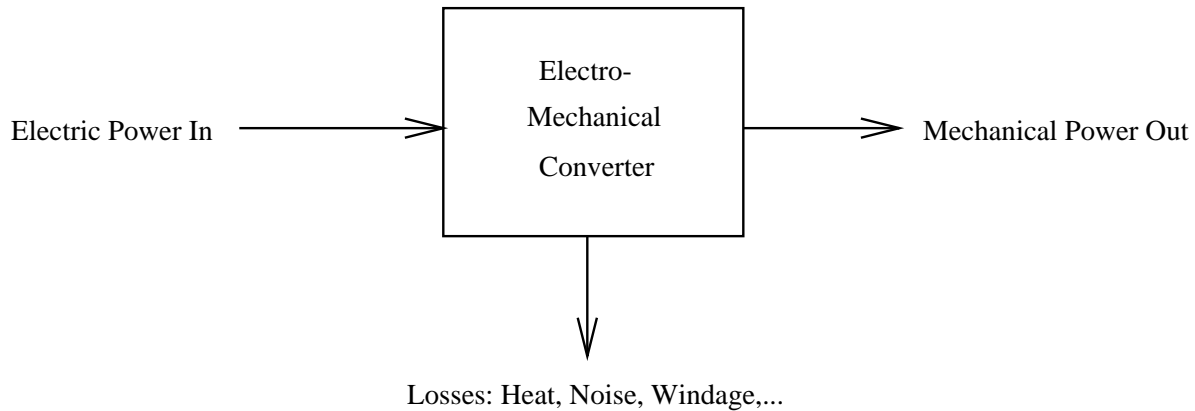 Electric Power In
Electro-
Mechanical
Converter
Mechanical Power Out
Losses: Heat, Noise, Windage,...